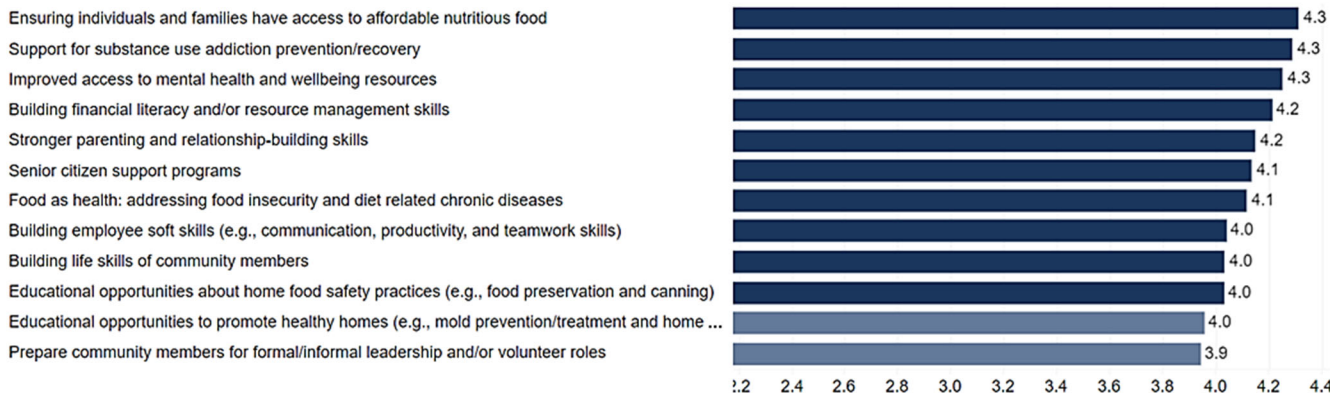 Ensuring individuals and families have access to affordable nutritious food 4.3
Support for substance use addiction prevention/recovery 4.3
Improved access to mental health and wellbeing resources 4.3
Building financial literacy and/or resource management skills 4.2
Stronger parenting and relationship-building skills 4.2
Senior citizen support programs 4.1
Food as health: addressing food insecurity and diet related chronic diseases 4.1
Building employee soft skills (e.g., communication, productivity, and teamwork skills) 4.0
Building life skills of community members 4.0
Educational opportunities about home food safety practices (e.g., food preservation and canning) 4.0
Educational opportunities to promote healthy homes (e.g., mold prevention/treatment and home ... 4.0
Prepare community members for formal/informal leadership and/or volunteer roles 3.9
2.2 2.4 2.6 2.8 3.0 3.2 3.4 3.6 3.8 4.0 4.2 4.4